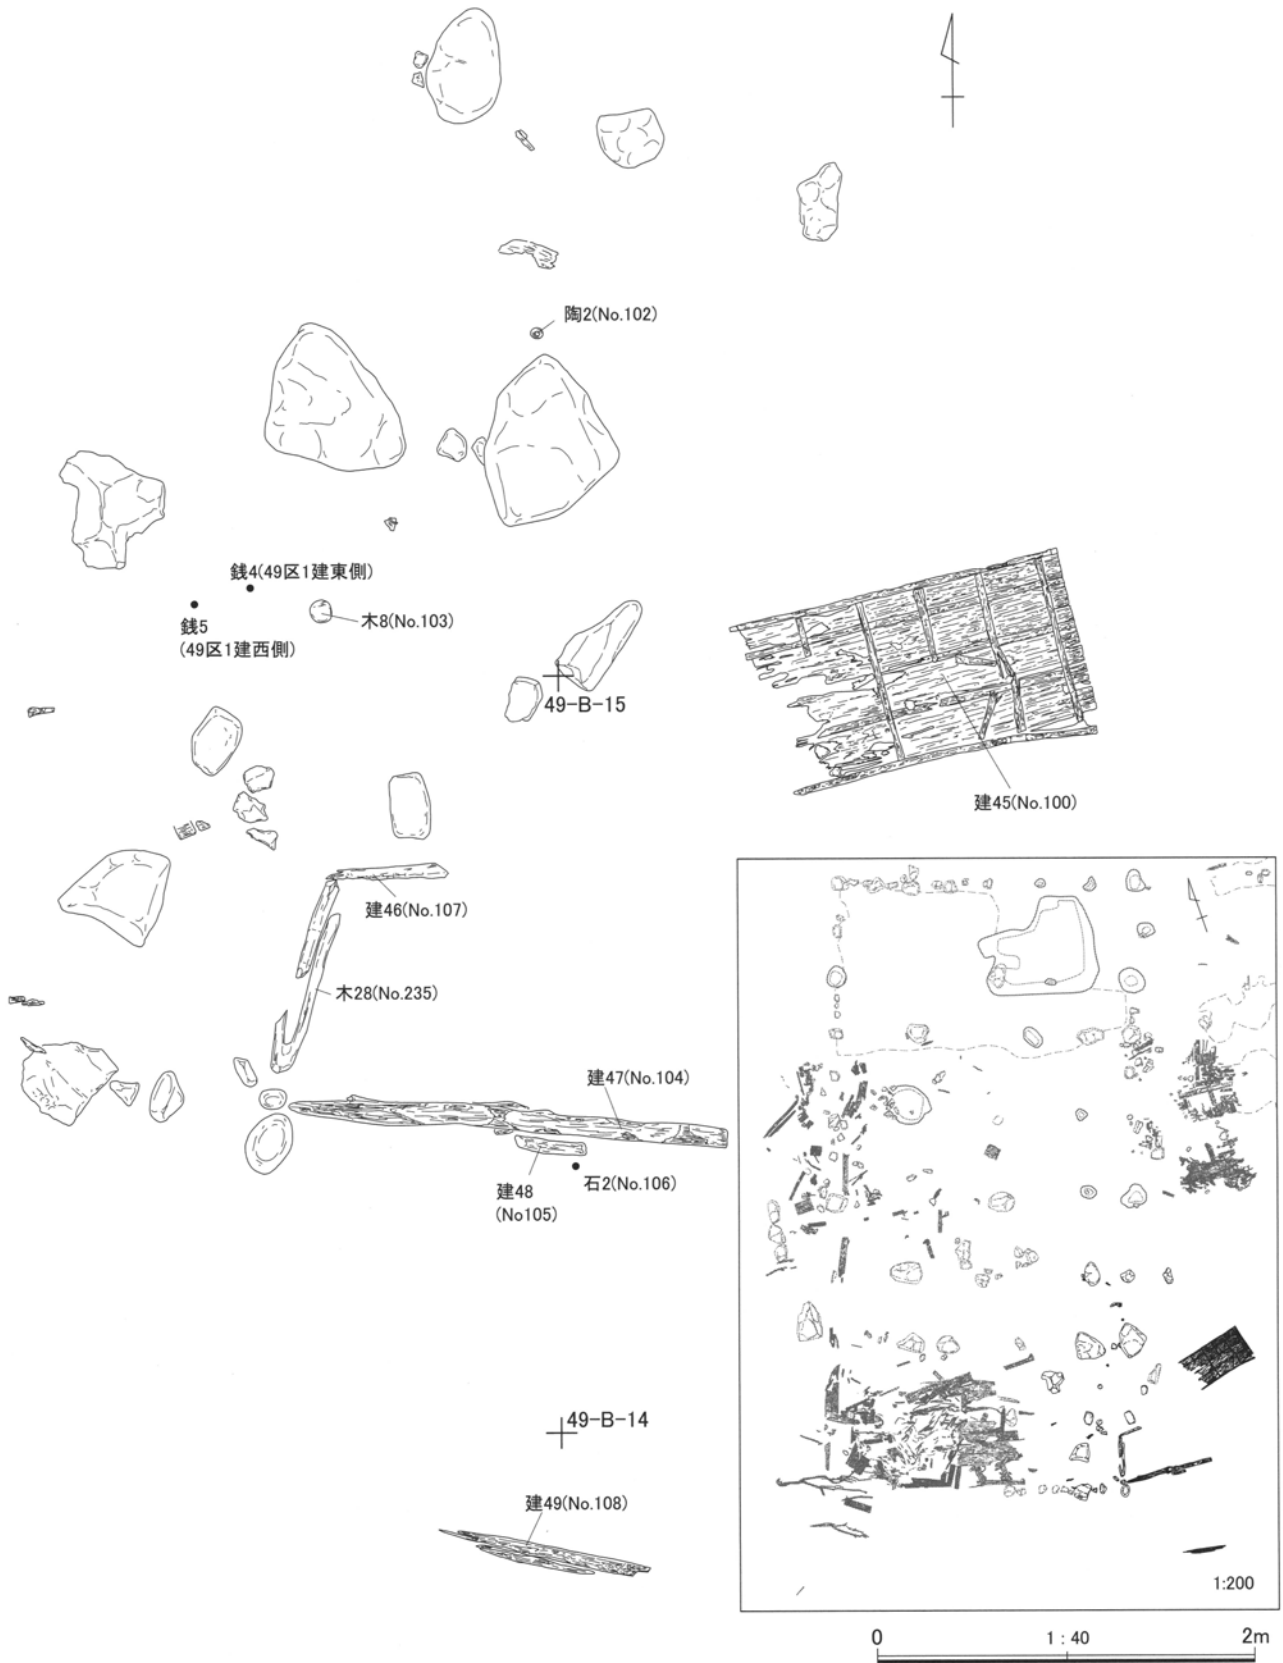 陶2(No.102)
銭4(49区1建東側)
銭5
(49区1建西側)
木8(No.103)
49-B-15
建45(No.100)
建46(No.107)
木28(No.235)
建47(No.104)
建48
(No105)
石2(No.106)
49-B-14
建49(No.108)
1:200
0
1:40
2m